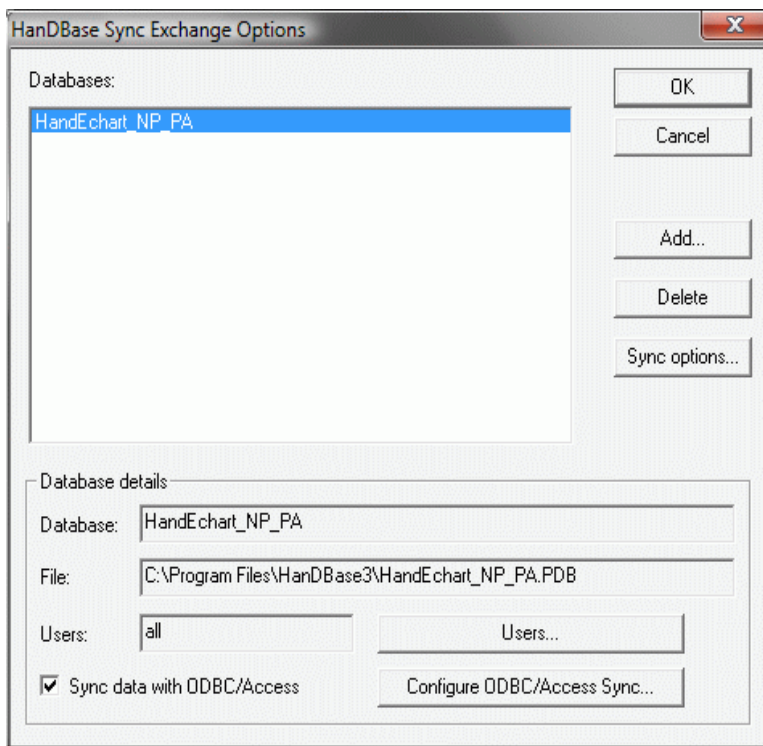 HanDBase Sync Exchange Options
Databases:
HandEchart_NP_PA
OK
Cancel
Add...
Delete
Sync options...
Database details
Database: HandEchart_NP_PA
File: C:\Program Files\HanDBase3\HandEchart_NP_PA.PDB
Users: all Users...
Sync data with ODBC/Access Configure ODBC/Access Sync...